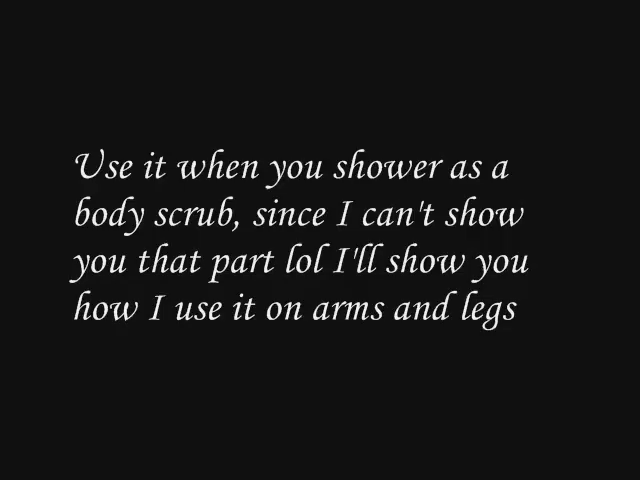 Use it when you shower as a
body scrub, since I can't show
you that part lol I'll show you
how I use it on arms and legs